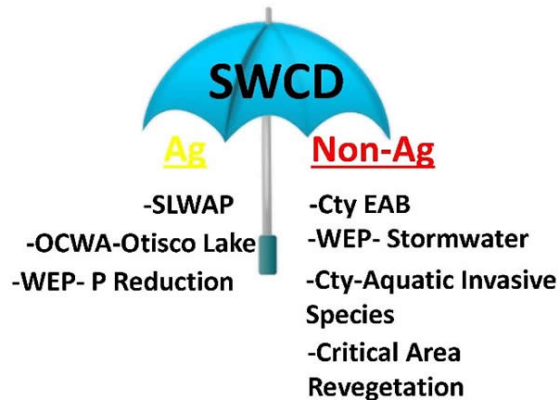 SWCD
Ag
-SLWAP
-OCWA-Otisco Lake
-WEP- P Reduction
Non-Ag
-Cty EAB
-WEP- Stormwater
-Cty-Aquatic Invasive
Species
-Critical Area
Revegetation